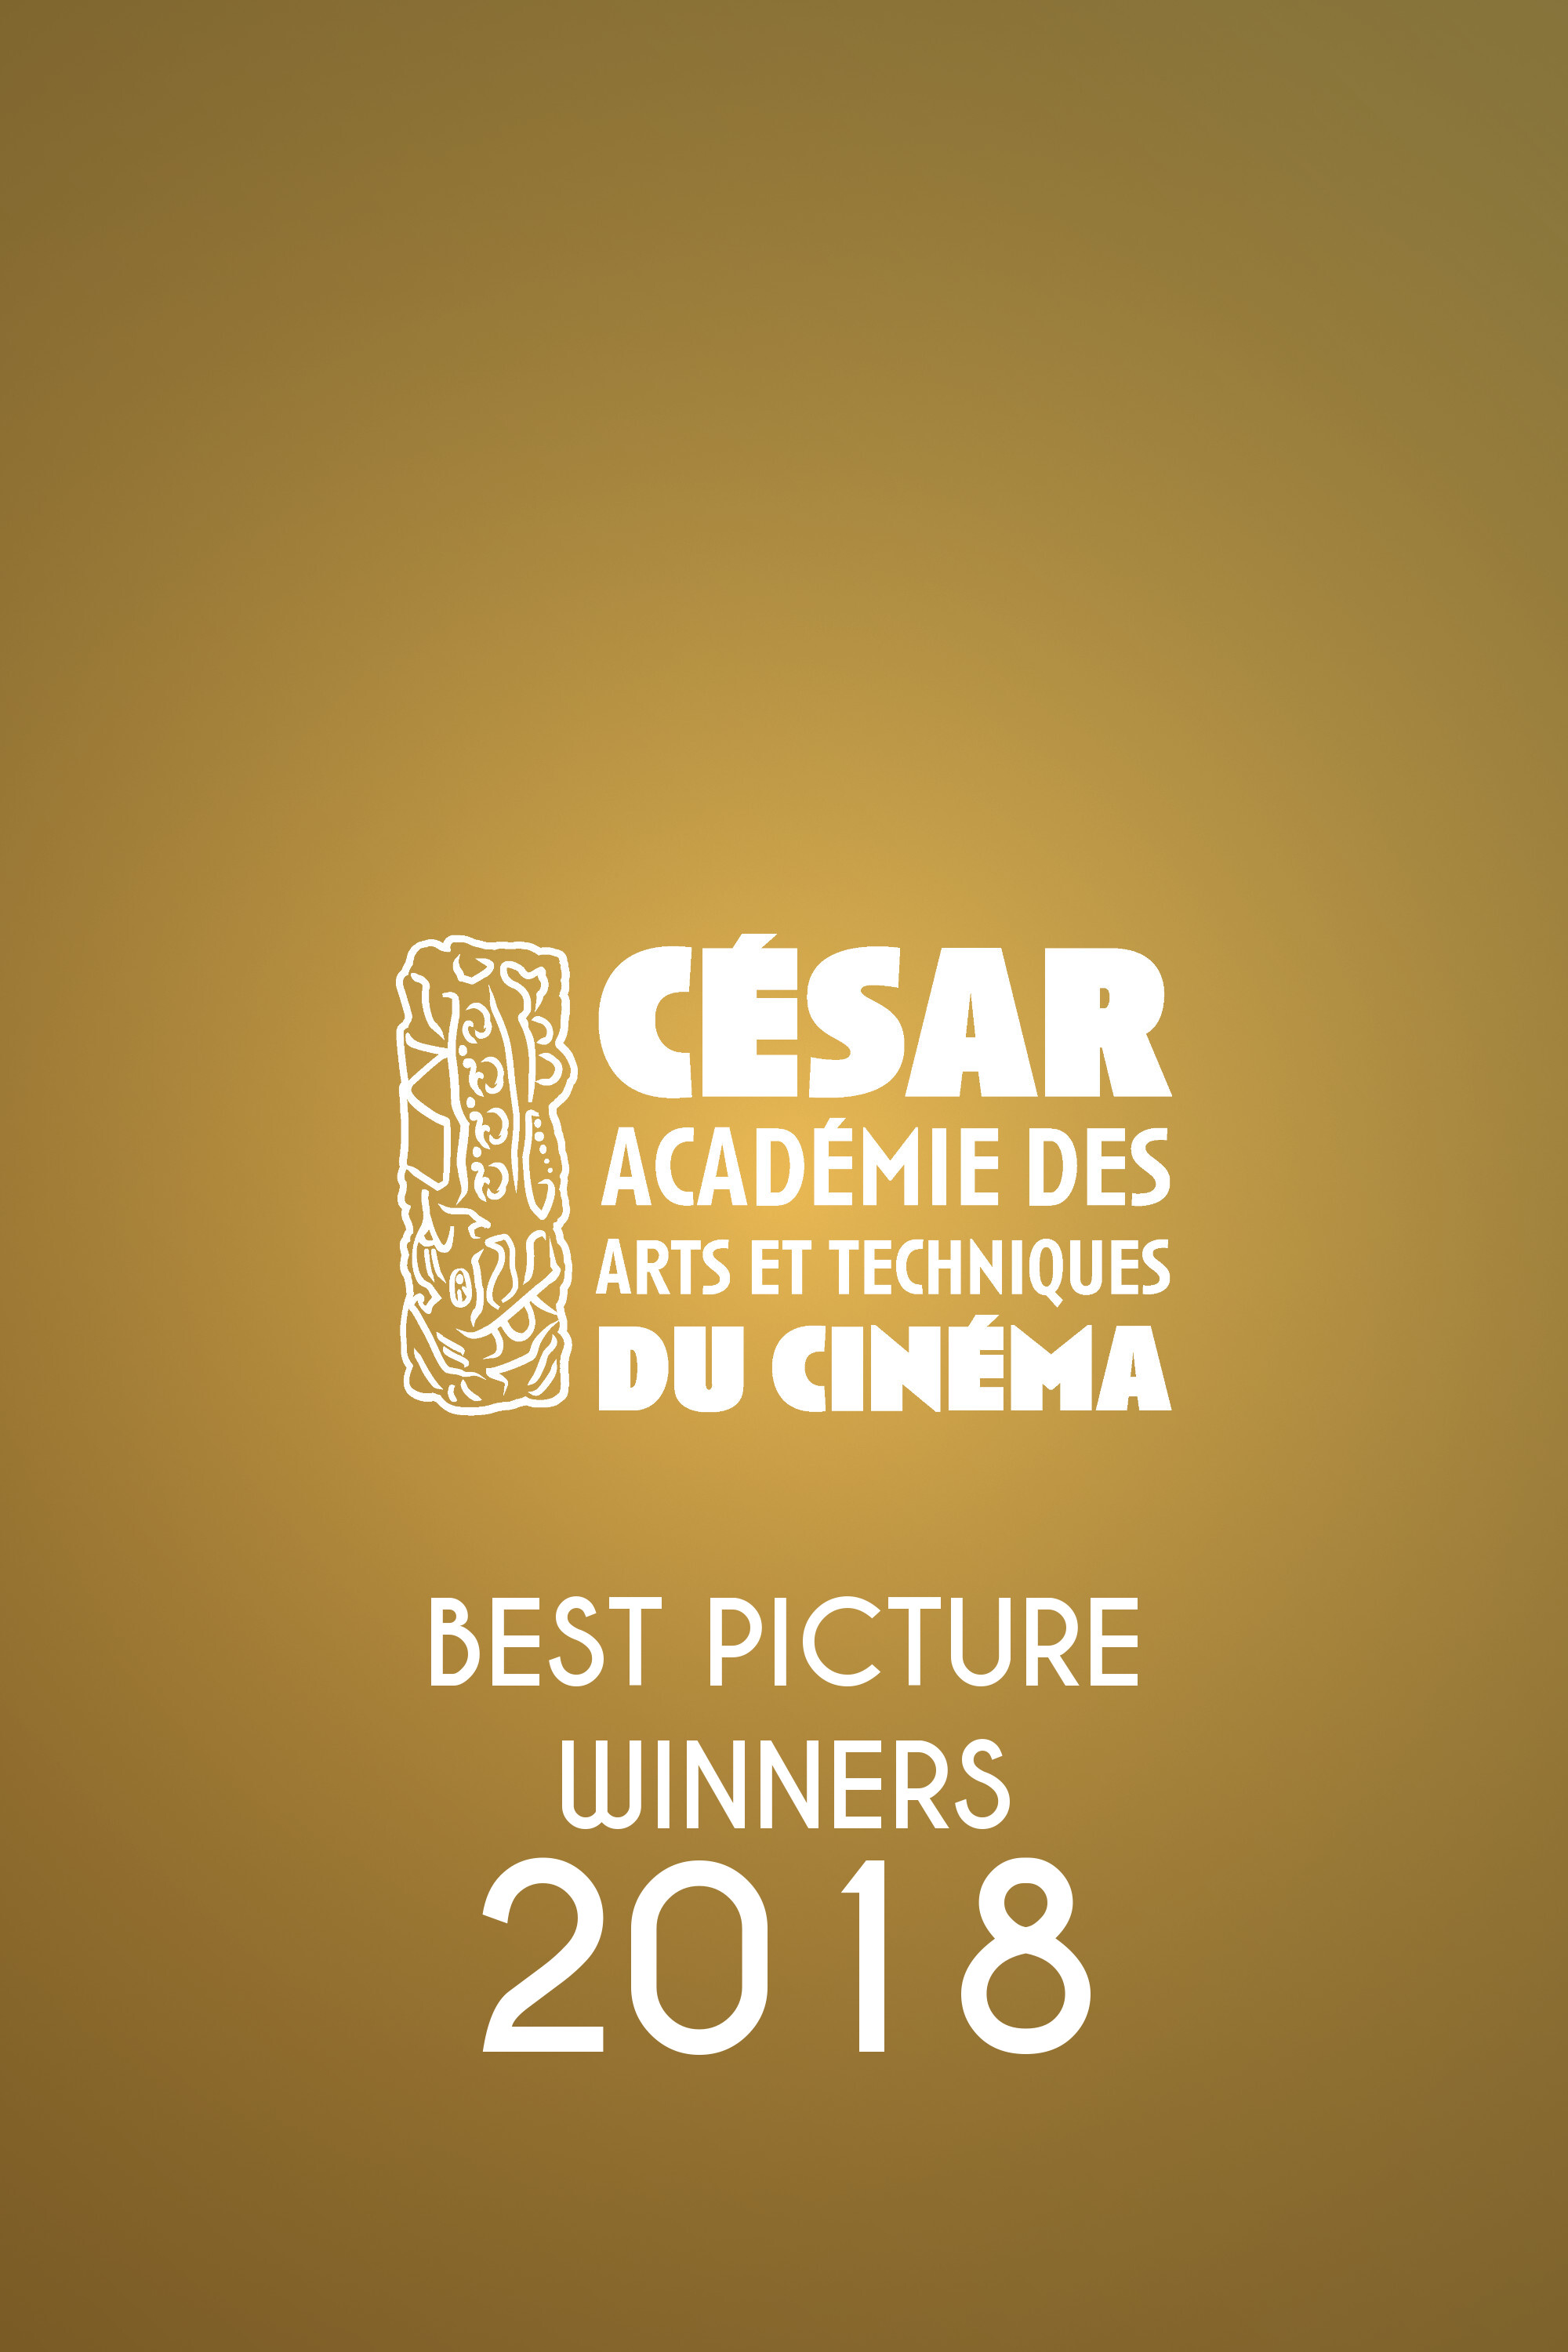 CÉSAR
ACADÉMIE DES
ARTS ET TECHNIQUES
DU CINÉMA
BEST PICTURE
WINNERS
2018